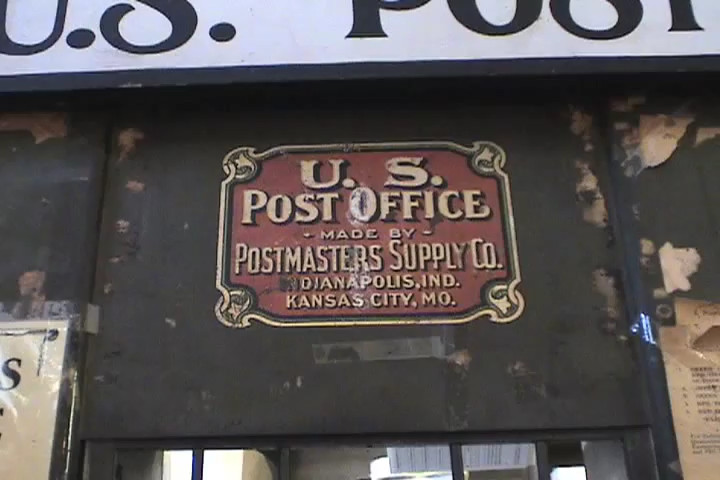 U.S. POST
U. S.
POST OFFICE
- MADE BY -
POSTMASTERS SUPPLY CO.
INDIANAPOLIS, IND.
KANSAS CITY, MO.